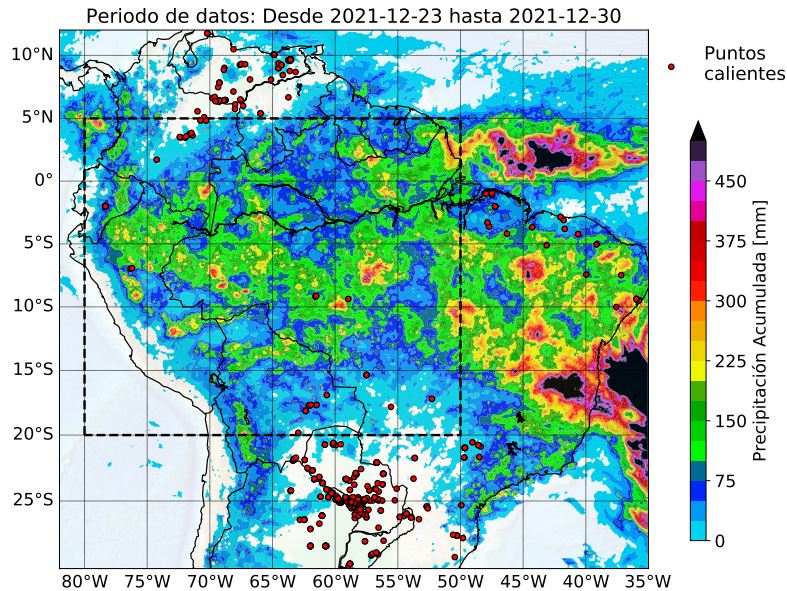 Periodo de datos: Desde 2021-12-23 hasta 2021-12-30
10°N
5°N
0°
5°S
10°S
15°S
20°S
25°S
80°W 75°W 70°W 65°W 60°W 55°W 50°W 45°W 40°W 35°W
Puntos
calientes
450
375
300
225
150
75
0
Precipitación Acumulada [mm]